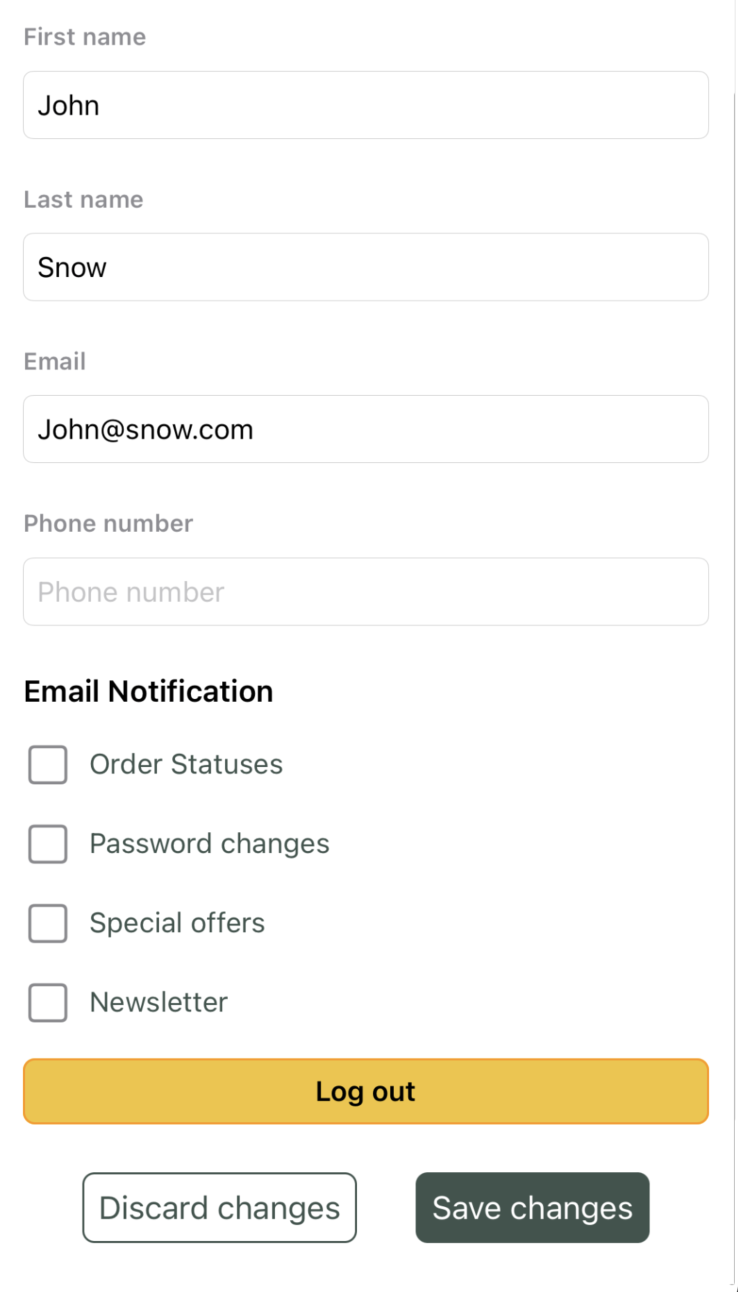 First name
John
Last name
Snow
Email
John@snow.com
Phone number
Phone number
Email Notification
Order Statuses
Password changes
Special offers
Newsletter
Log out
Discard changes Save changes